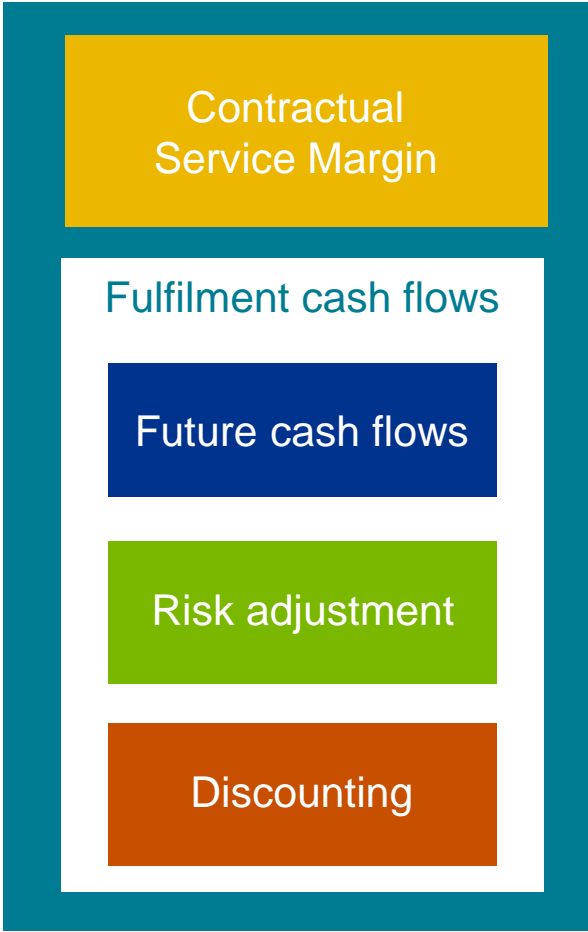 Contractual
Service Margin
Fulfilment cash flows
Future cash flows
Risk adjustment
Discounting